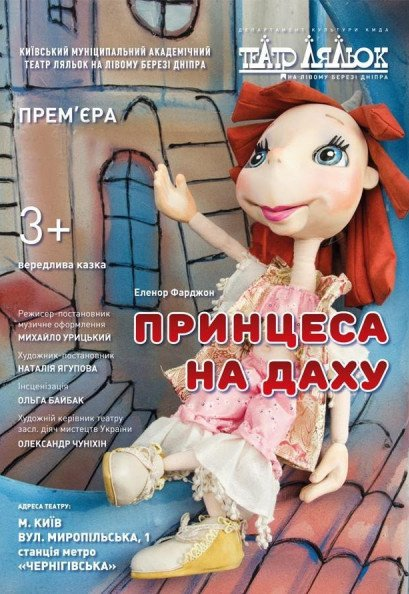 ДЕПАРТАМЕНТ КУЛЬТУРИ КМДА
ТЕАТР ЛЯЛЬОК
НА ЛІВОМУ БЕРЕЗІ ДНІПРА
КИЇВСЬКИЙ МУНІЦИПАЛЬНИЙ АКАДЕМІЧНИЙ
ТЕАТР ЛЯЛЬОК НА ЛІВОМУ БЕРЕЗІ ДНІПРА
ПРЕМ’ЄРА
3+
вередлива казка
Еленор Фарджон
ПРИНЦЕСА
НА ДАХУ
Режисер-постановник
музичне оформлення
МИХАЙЛО УРИЦЬКИЙ
Художник-постановник
НАТАЛІЯ ЯГУПОВА
Інсценізація
ОЛЬГА БАЙБАК
Художній керівник театру
засл. діяч мистецтв України
ОЛЕКСАНДР ЧУНІХІН
АДРЕСА ТЕАТРУ:
М. КИЇВ
ВУЛ. МИРОПІЛЬСЬКА, 1
станція метро
«ЧЕРНІГІВСЬКА»